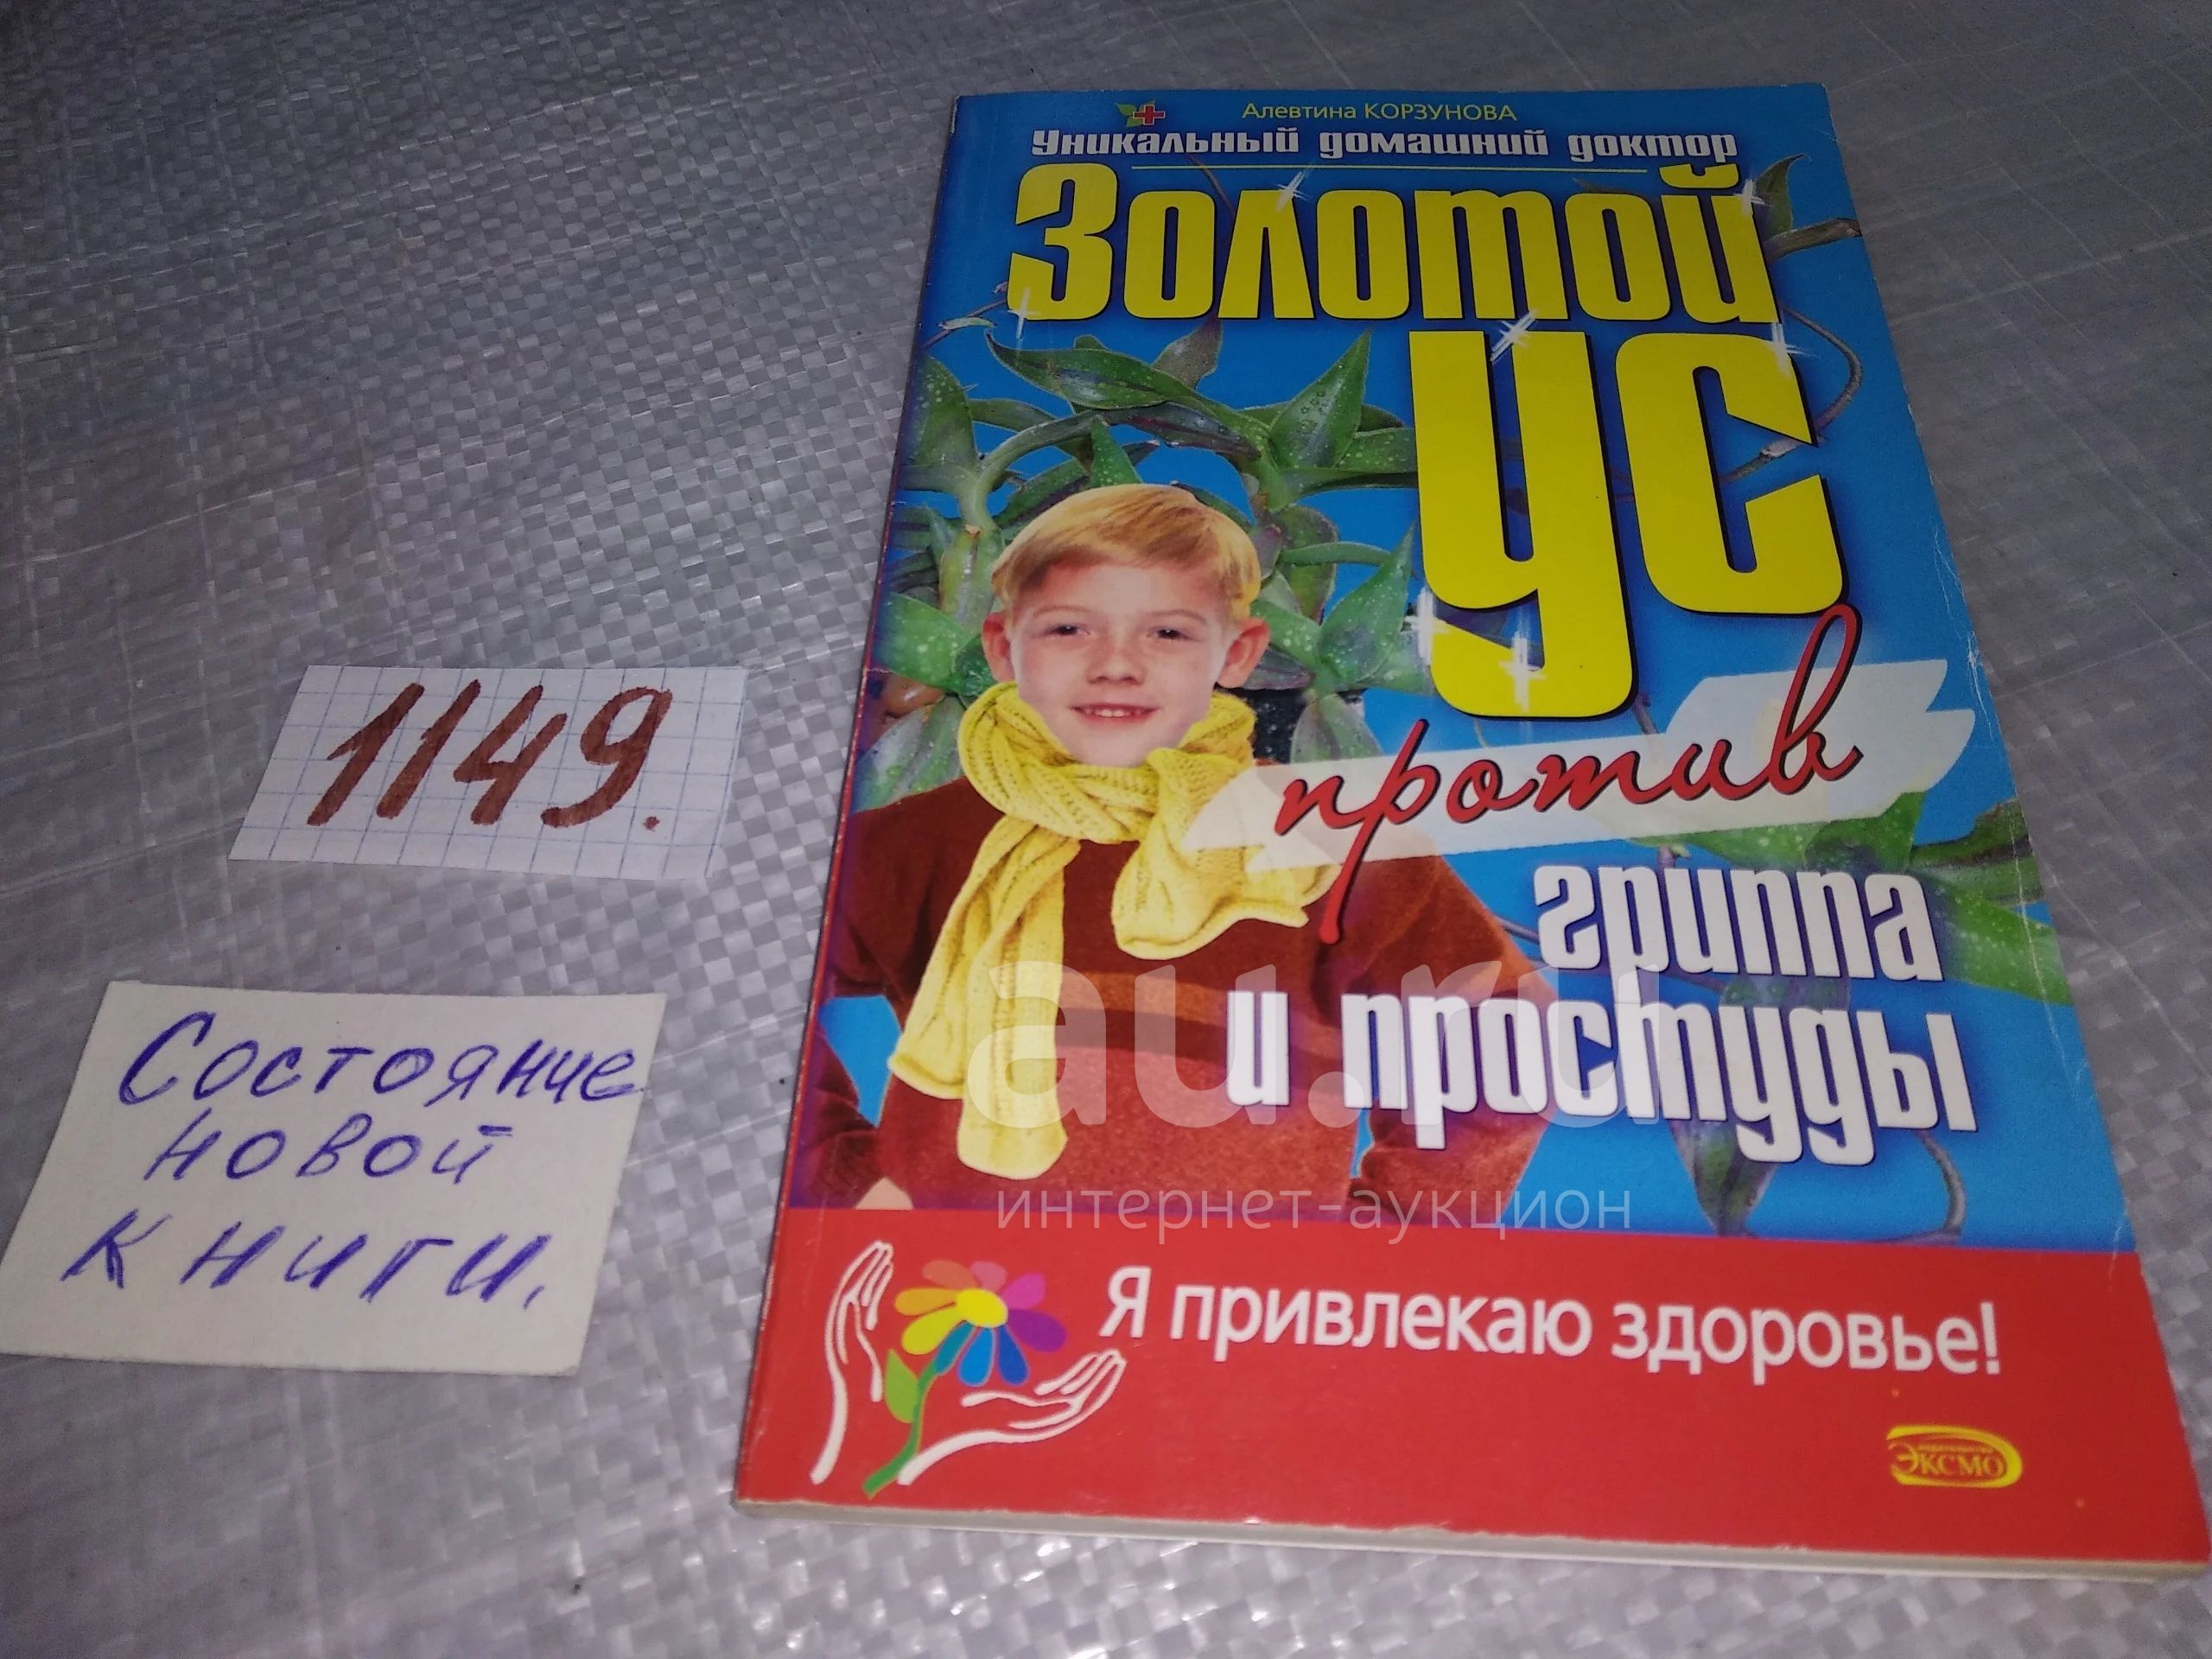 Алевтина КОРЗУНОВА
Уникальный домашний доктор
Золотой
ус
против
гриппа
и простуды
Я привлекаю здоровье!
ИЗДАТЕЛЬСТВО
ЭКСМО
1149.
Состояние
новой
книги.
au.ru
интернет-аукцион